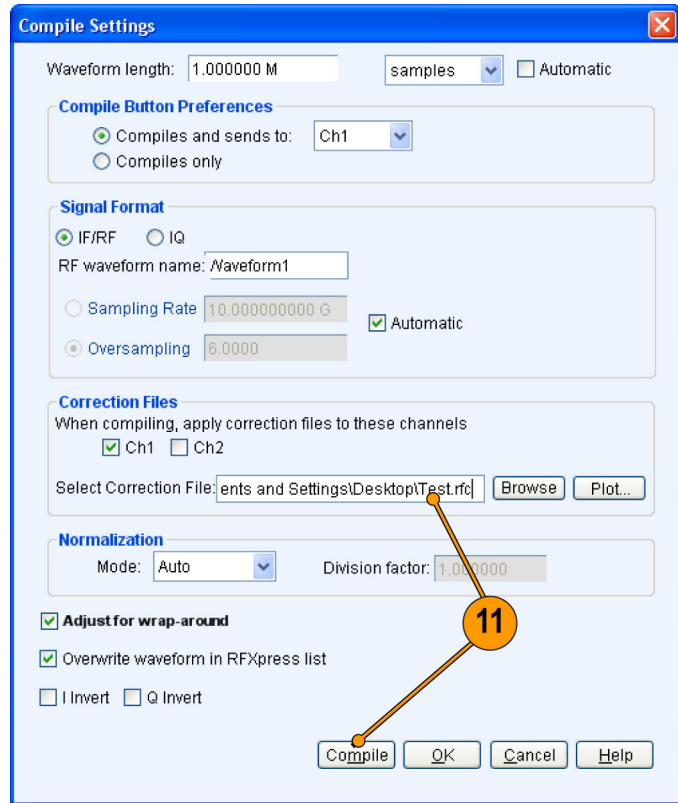 Compile Settings
Waveform length: 1.000000 M samples Automatic
Compile Button Preferences
Compiles and sends to: Ch1
Compiles only
Signal Format
IF/RF IQ
RF waveform name: Waveform1
Sampling Rate 10.000000000 G
Automatic
Oversampling 6.0000
Correction Files
When compiling, apply correction files to these channels
Ch1 Ch2
Select Correction File: ents and Settings\Desktop\Test.rfc Browse Plot...
Normalization
Mode: Auto Division factor: 1.000000
Adjust for wrap-around
11
Overwrite waveform in RFXpress list
I Invert Q Invert
Compile OK Cancel Help